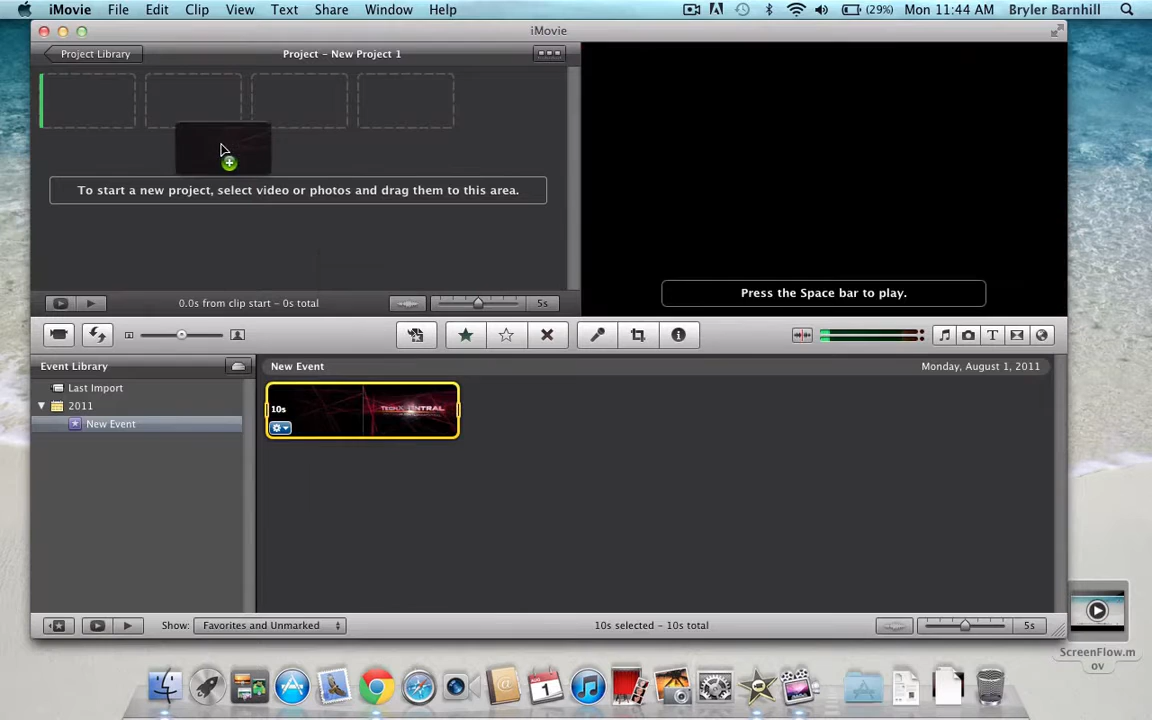 iMovie File Edit Clip View Text Share Window Help (29%) Mon 11:44 AM Bryler Barnhill
iMovie
Project Library Project - New Project 1
To start a new project, select video or photos and drag them to this area.
Press the Space bar to play.
0.0s from clip start - 0s total 5s
Event Library New Event Monday, August 1, 2011
Last Import
2011
New Event
10s
Show: Favorites and Unmarked 10s selected - 10s total 5s
ScreenFlow.m
ov